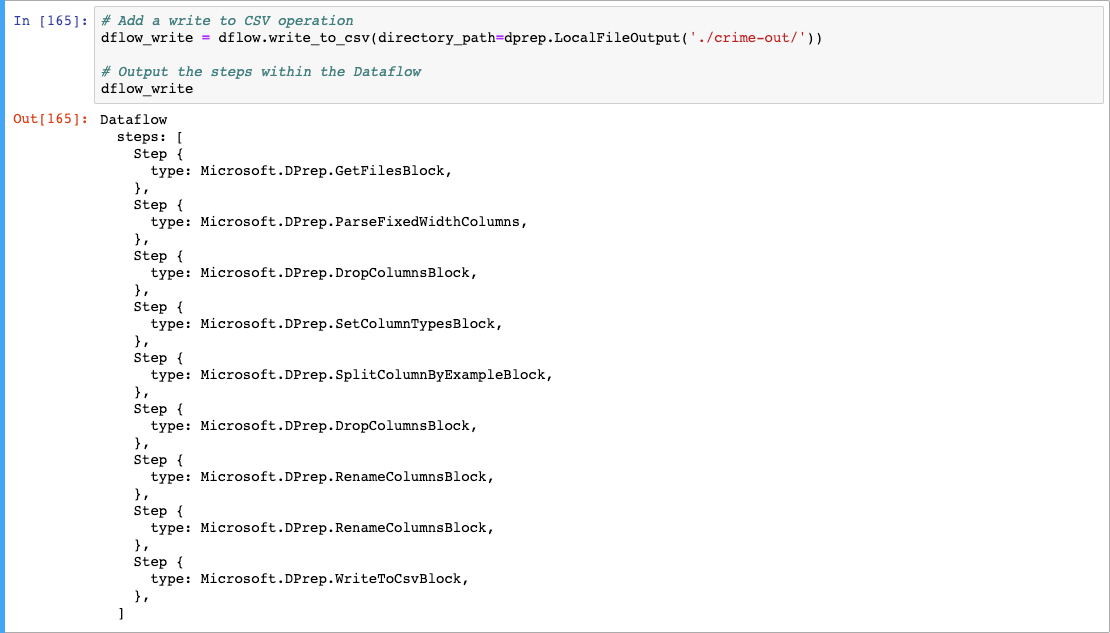 In [165]: # Add a write to CSV operation
dflow_write = dflow.write_to_csv(directory_path=dprep.LocalFileOutput('./crime-out/'))

# Output the steps within the Dataflow
dflow_write
Out[165]: Dataflow
  steps: [
    Step {
      type: Microsoft.DPrep.GetFilesBlock,
    },
    Step {
      type: Microsoft.DPrep.ParseFixedWidthColumns,
    },
    Step {
      type: Microsoft.DPrep.DropColumnsBlock,
    },
    Step {
      type: Microsoft.DPrep.SetColumnTypesBlock,
    },
    Step {
      type: Microsoft.DPrep.SplitColumnByExampleBlock,
    },
    Step {
      type: Microsoft.DPrep.DropColumnsBlock,
    },
    Step {
      type: Microsoft.DPrep.RenameColumnsBlock,
    },
    Step {
      type: Microsoft.DPrep.RenameColumnsBlock,
    },
    Step {
      type: Microsoft.DPrep.WriteToCsvBlock,
    },
  ]